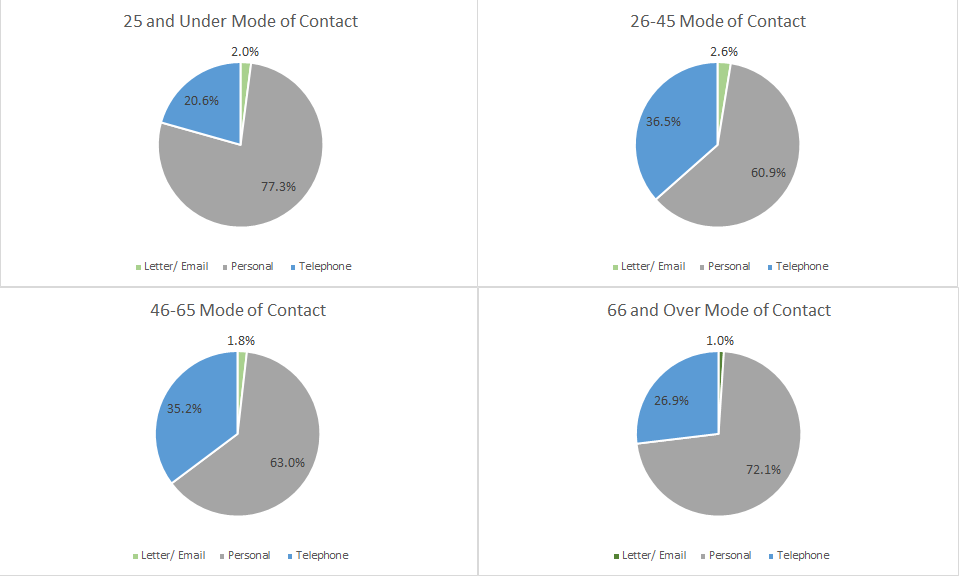 25 and Under Mode of Contact
2.0%
20.6%
77.3%
Letter/ Email Personal Telephone
26-45 Mode of Contact
2.6%
36.5%
60.9%
Letter/ Email Personal Telephone
46-65 Mode of Contact
1.8%
35.2%
63.0%
Letter/ Email Personal Telephone
66 and Over Mode of Contact
1.0%
26.9%
72.1%
Letter/ Email Personal Telephone